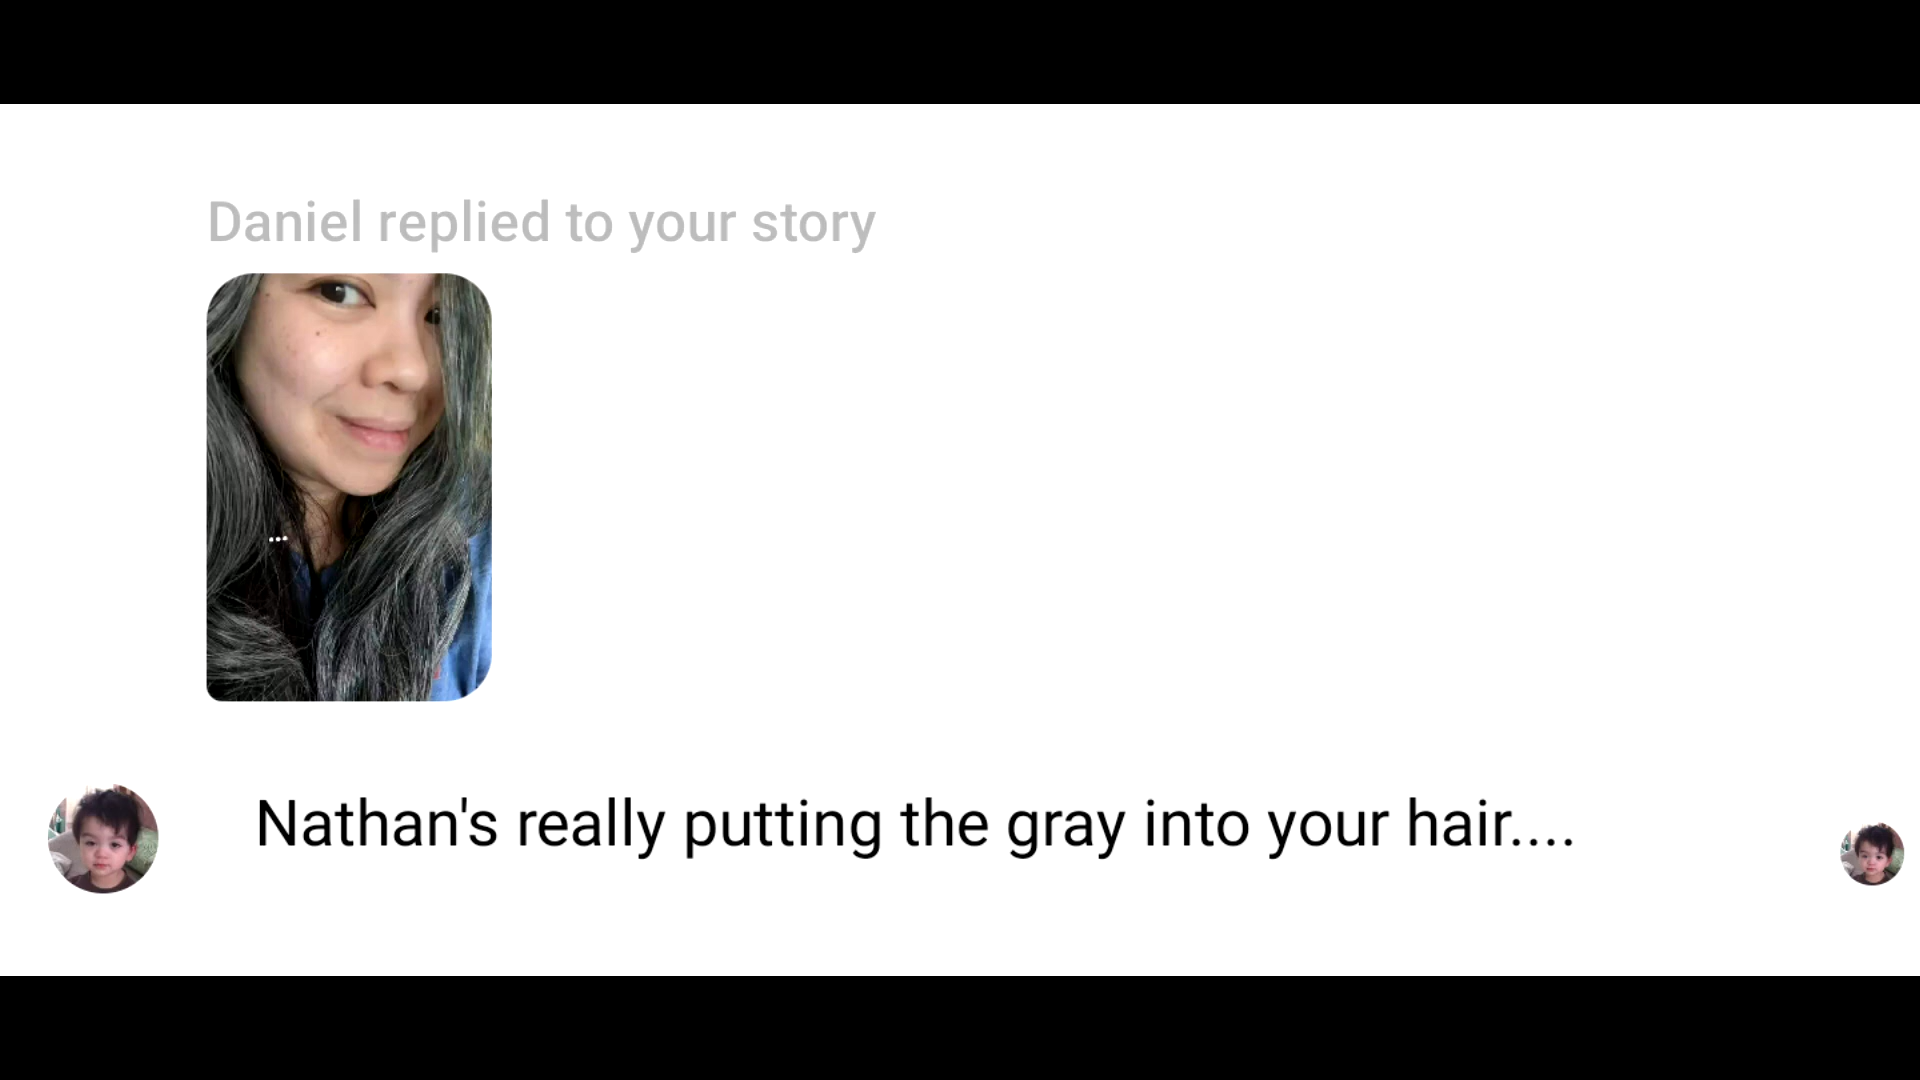 Daniel replied to your story
...
Nathan's really putting the gray into your hair....